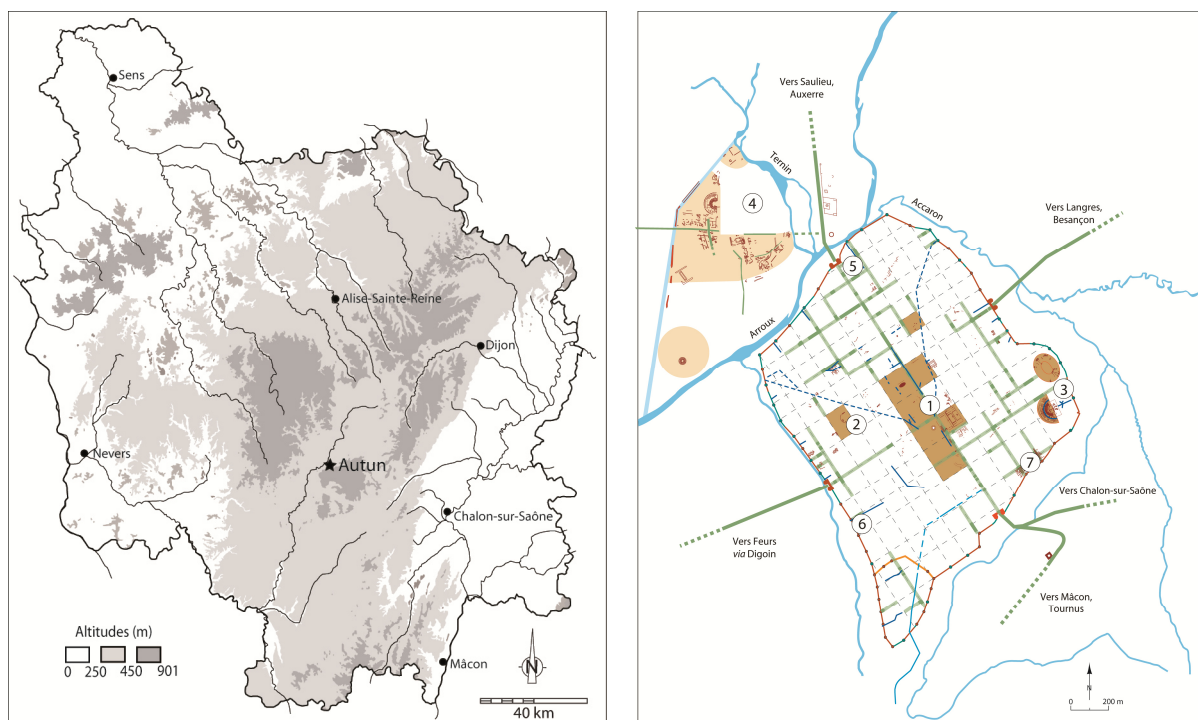 Sens
Alise-Sainte-Reine
Dijon
Nevers
Autun
Chalon-sur-Saône
Mâcon
Altitudes (m)
0 250 450 901
N
40 km
Vers Saulieu,
Auxerre
Ternin
4
Accaron
Vers Langres,
Besançon
5
Arroux
3
1
2
7
Vers Chalon-sur-Saône
6
Vers Feurs
via Digoin
Vers Mâcon,
Tournus
N
0 200 m